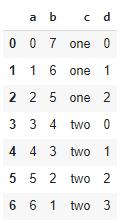 a b c d
0 0 7 one 0
1 1 6 one 1
2 2 5 one 2
3 3 4 two 0
4 4 3 two 1
5 5 2 two 2
6 6 1 two 3